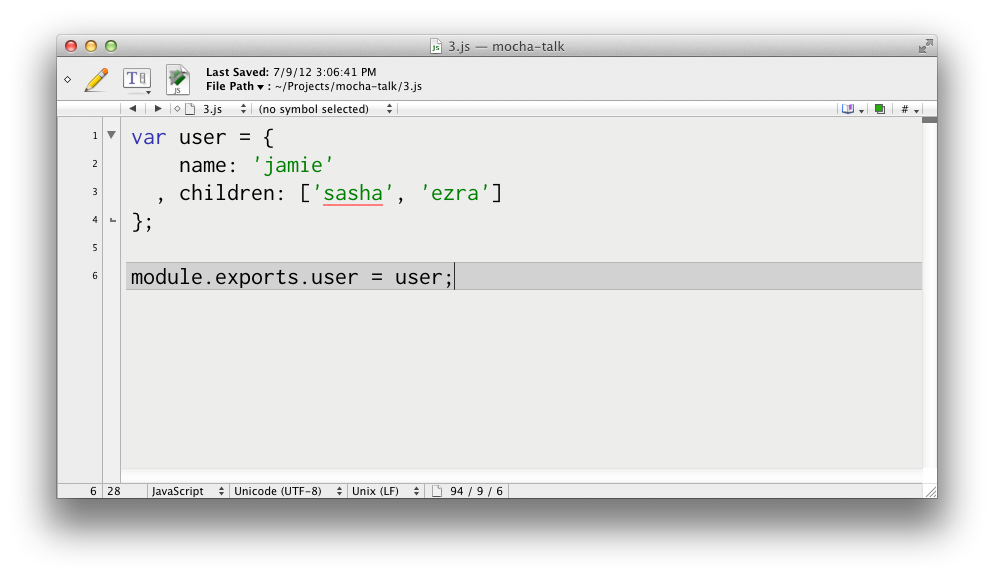 3.js — mocha-talk
Last Saved: 7/9/12 3:06:41 PM
File Path ▾ : ~/Projects/mocha-talk/3.js
3.js (no symbol selected) #
1 var user = {
2     name: 'jamie'
3   , children: ['sasha', 'ezra']
4 };
5
6 module.exports.user = user;
6 28 JavaScript Unicode (UTF-8) Unix (LF) 94 / 9 / 6